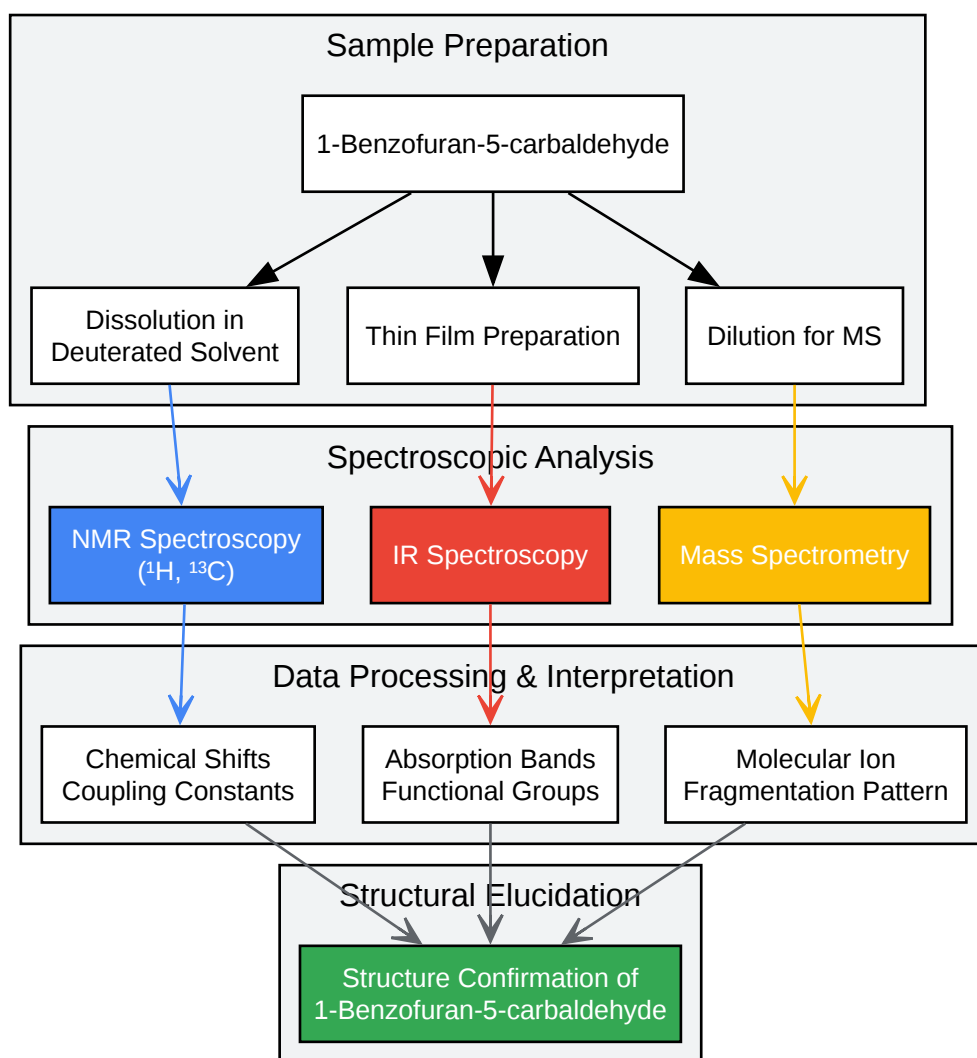 Sample Preparation
1-Benzofuran-5-carbaldehyde
Dissolution in
Deuterated Solvent
Thin Film Preparation
Dilution for MS
Spectroscopic Analysis
NMR Spectroscopy
(¹H, ¹³C)
IR Spectroscopy
Mass Spectrometry
Data Processing & Interpretation
Chemical Shifts
Coupling Constants
Absorption Bands
Functional Groups
Molecular Ion
Fragmentation Pattern
Structural Elucidation
Structure Confirmation of
1-Benzofuran-5-carbaldehyde